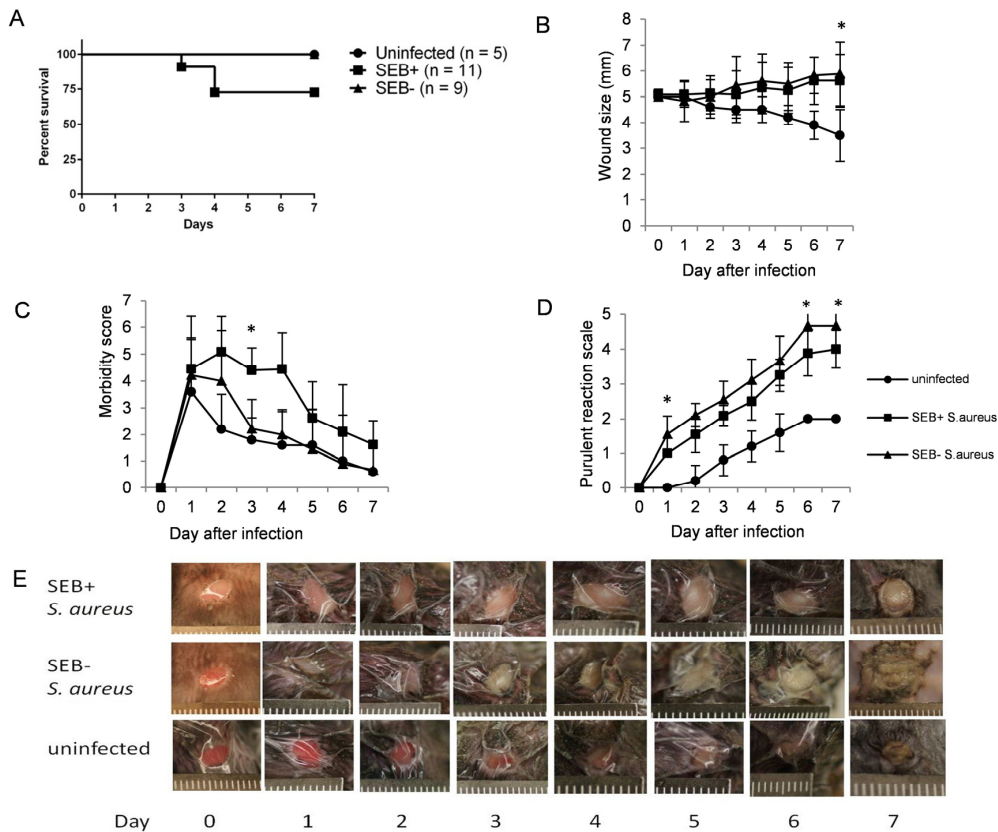 A
100
75
50
25
0
Percent survival
0 1 2 3 4 5 6 7
Days
Uninfected (n = 5)
SEB+ (n = 11)
SEB- (n = 9)
B
*
8
7
6
5
4
3
2
1
0
Wound size (mm)
0 1 2 3 4 5 6 7
Day after infection
C
*
7
6
5
4
3
2
1
0
Morbidity score
0 1 2 3 4 5 6 7
Day after infection
D
* * *
5
4
3
2
1
0
Purulent reaction scale
0 1 2 3 4 5 6 7
Day after infection
uninfected
SEB+ S.aureus
SEB- S.aureus
E
SEB+
S. aureus
SEB-
S. aureus
uninfected
Day 0 1 2 3 4 5 6 7